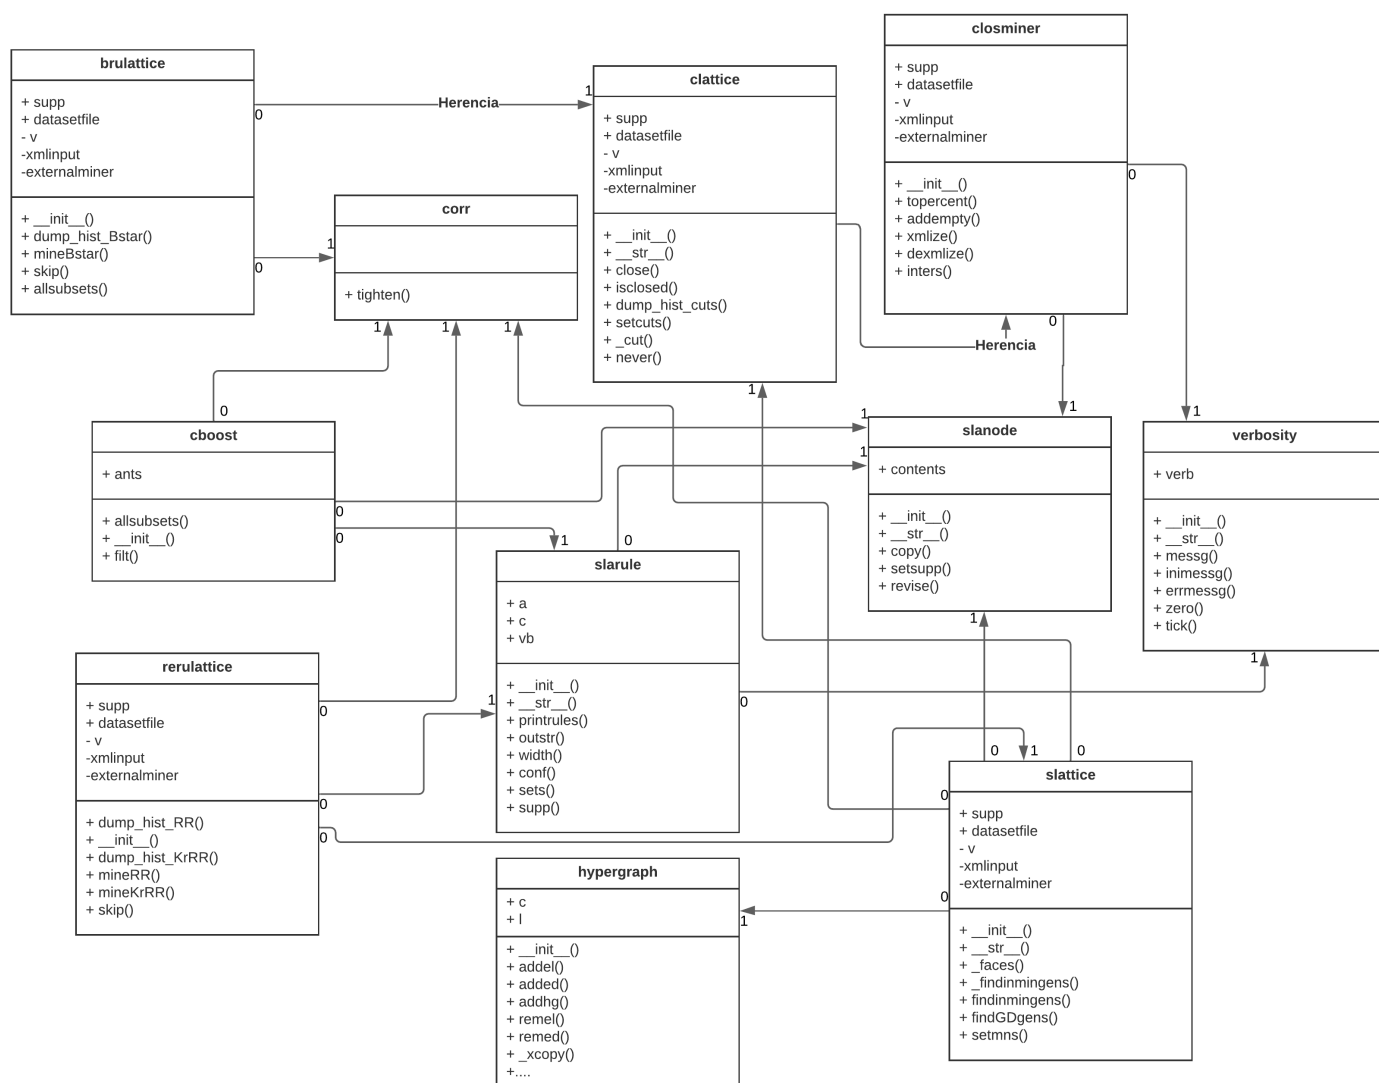 closminer
+ supp
+ datasetfile
- v
-xmlinput
-externalminer
+ __init__()
+ topercent()
+ addempty()
+ xmlize()
+ dexmlize()
+ inters()
0
0
brulattice
+ supp
+ datasetfile
- v
-xmlinput
-externalminer
+ __init__()
+ dump_hist_Bstar()
+ mineBstar()
+ skip()
+ allsubsets()
0
0
Herencia
1
clattice
+ supp
+ datasetfile
- v
-xmlinput
-externalminer
+ __init__()
+ __str__()
+ close()
+ isclosed()
+ dump_hist_cuts()
+ setcuts()
+ _cut()
+ never()
1
Herencia
1
corr
+ tighten()
1
1
1
0
cboost
+ ants
+ allsubsets()
+ __init__()
+ filt()
0
0
1
1
1
slanode
+ contents
+ __init__()
+ __str__()
+ copy()
+ setsupp()
+ revise()
1
1
verbosity
+ verb
+ __init__()
+ __str__()
+ messg()
+ inimessg()
+ errmessg()
+ zero()
+ tick()
1
1
0
slarule
+ a
+ c
+ vb
+ __init__()
+ __str__()
+ printrules()
+ outstr()
+ width()
+ conf()
+ sets()
+ supp()
1
0
rerulattice
+ supp
+ datasetfile
- v
-xmlinput
-externalminer
+ dump_hist_RR()
+ __init__()
+ dump_hist_KrRR()
+ mineRR()
+ mineKrRR()
+ skip()
0
0
0
0
1
0
slattice
+ supp
+ datasetfile
- v
-xmlinput
-externalminer
+ __init__()
+ __str__()
+ _faces()
+ _findinmingens()
+ findinmingens()
+ findGDgens()
+ setmns()
0
0
hypergraph
+ c
+ l
+ __init__()
+ addel()
+ added()
+ addhg()
+ remel()
+ remed()
+ _xcopy()
+....
1